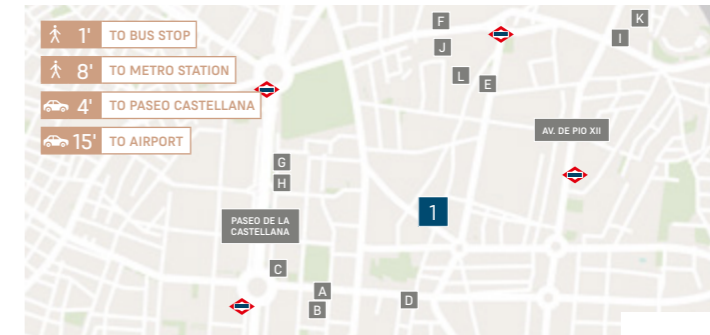 1' TO BUS STOP
8' TO METRO STATION
4' TO PASEO CASTELLANA
15' TO AIRPORT
F
K
I
J
L
E
AV. DE PIO XII
G
H
1
PASEO DE LA
CASTELLANA
C
A
B
D